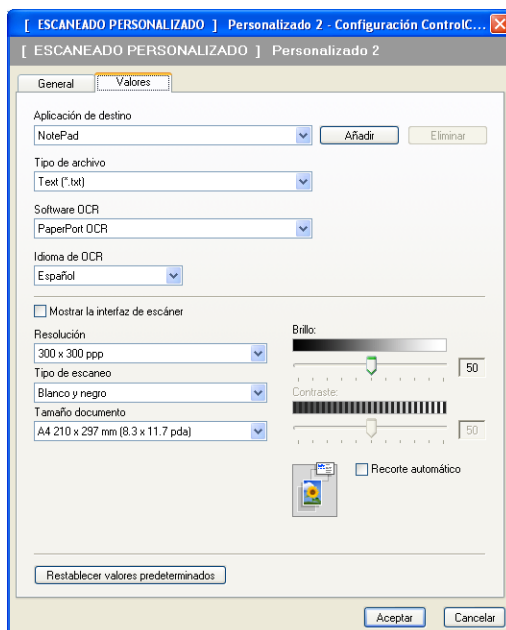 [ ESCANEADO PERSONALIZADO ] Personalizado 2 - Configuración ControlC...
[ ESCANEADO PERSONALIZADO ] Personalizado 2
General Valores
Aplicación de destino
NotePad Añadir Eliminar
Tipo de archivo
Text (*.txt)
Software OCR
PaperPort OCR
Idioma de OCR
Español
Mostrar la interfaz de escáner
Resolución Brillo:
300 x 300 ppp 50
Tipo de escaneo
Blanco y negro Contraste:
Tamaño documento
A4 210 x 297 mm (8.3 x 11.7 pda) 50
Recorte automático
Restablecer valores predeterminados
Aceptar Cancelar